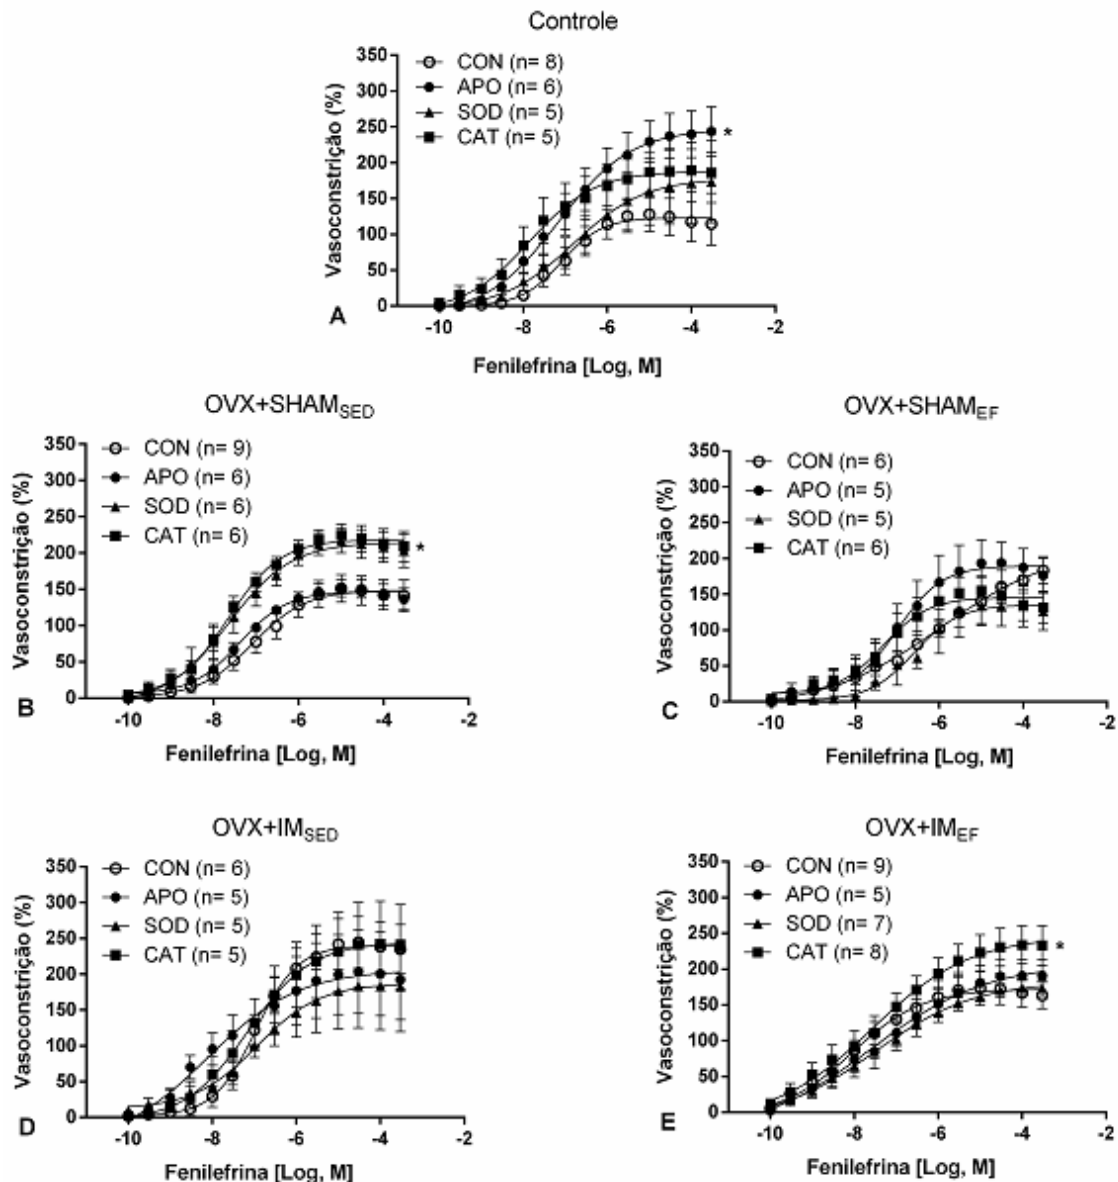 Controle
Vasoconstrição (%)
350
300
250
200
150
100
50
0
CON (n= 8)
APO (n= 6)
SOD (n= 5)
CAT (n= 5)
*
A
-10
-8
-6
-4
-2
Fenilefrina [Log, M]
OVX+SHAMSED
Vasoconstrição (%)
350
300
250
200
150
100
50
0
CON (n= 9)
APO (n= 6)
SOD (n= 6)
CAT (n= 6)
*
B
-10
-8
-6
-4
-2
Fenilefrina [Log, M]
OVX+SHAMEF
Vasoconstrição (%)
350
300
250
200
150
100
50
0
CON (n= 6)
APO (n= 5)
SOD (n= 5)
CAT (n= 6)
C
-10
-8
-6
-4
-2
Fenilefrina [Log, M]
OVX+IMSED
Vasoconstrição (%)
350
300
250
200
150
100
50
0
CON (n= 6)
APO (n= 5)
SOD (n= 5)
CAT (n= 5)
D
-10
-8
-6
-4
-2
Fenilefrina [Log, M]
OVX+IMEF
Vasoconstrição (%)
350
300
250
200
150
100
50
0
CON (n= 9)
APO (n= 5)
SOD (n= 7)
CAT (n= 8)
*
E
-10
-8
-6
-4
-2
Fenilefrina [Log, M]